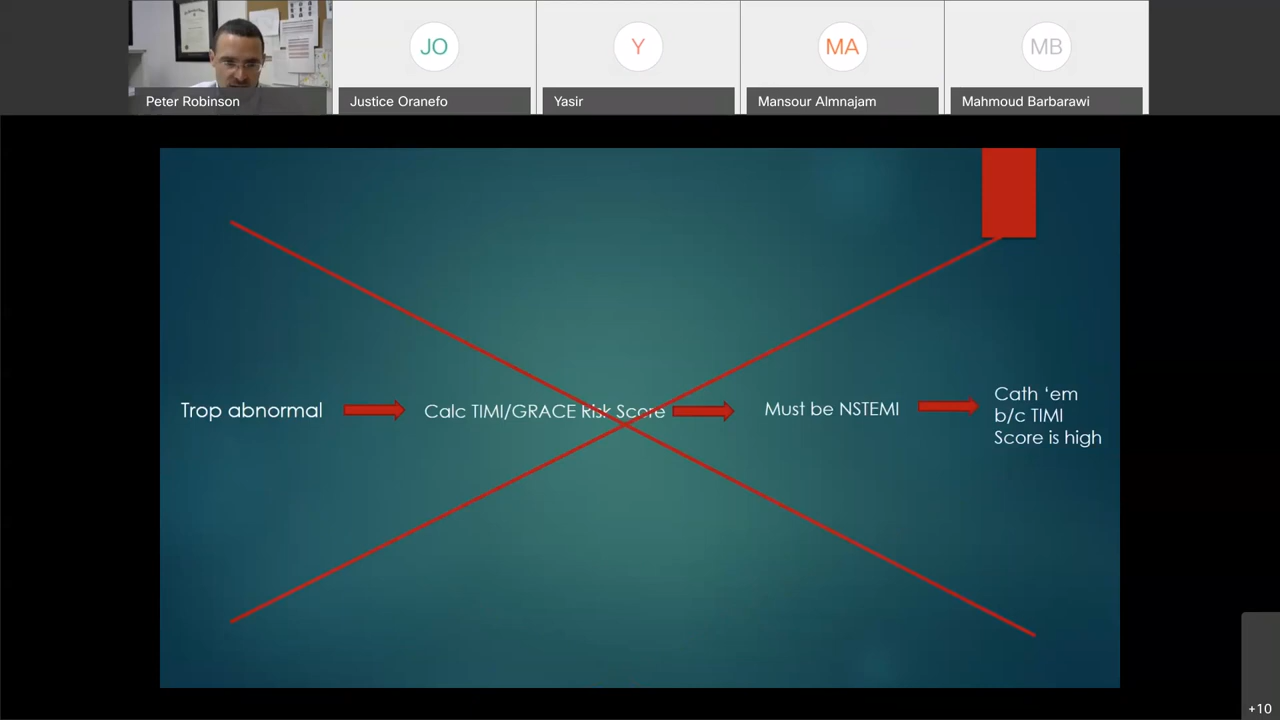 JO
Y
MA
MB
Peter Robinson
Justice Oranefo
Yasir
Mansour Almnajam
Mahmoud Barbarawi
Trop abnormal
Calc TIMI/GRACE Risk Score
Must be NSTEMI
Cath ‘em
b/c TIMI
Score is high
+10